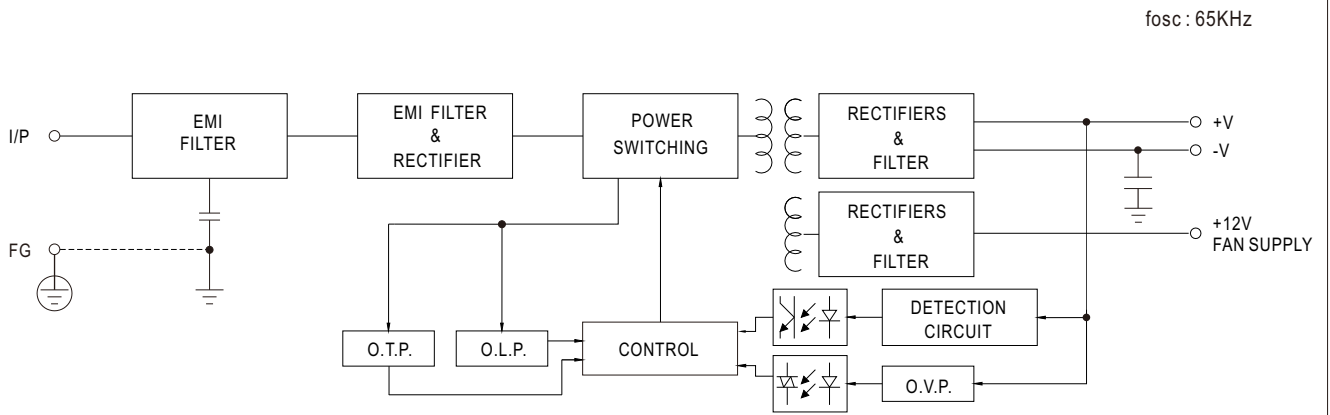 fosc : 65KHz
I/P
EMI
FILTER
EMI FILTER
&
RECTIFIER
POWER
SWITCHING
RECTIFIERS
&
FILTER
+V
-V
FG
RECTIFIERS
&
FILTER
+12V
FAN SUPPLY
O.T.P.
O.L.P.
CONTROL
DETECTION
CIRCUIT
O.V.P.